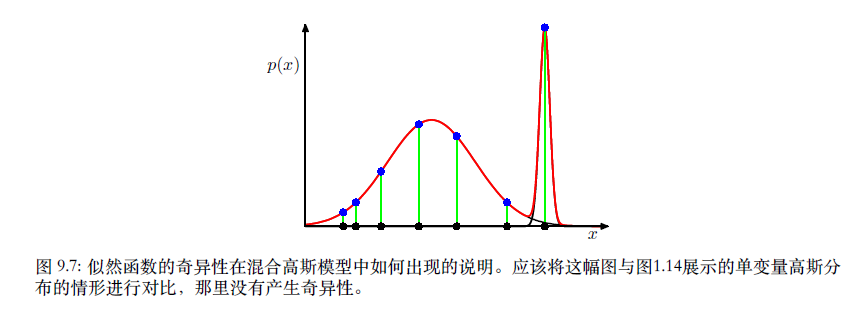 p(x)
x
图 9.7: 似然函数的奇异性在混合高斯模型中如何出现的说明。应该将这幅图与图1.14展示的单变量高斯分
布的情形进行对比，那里没有产生奇异性。